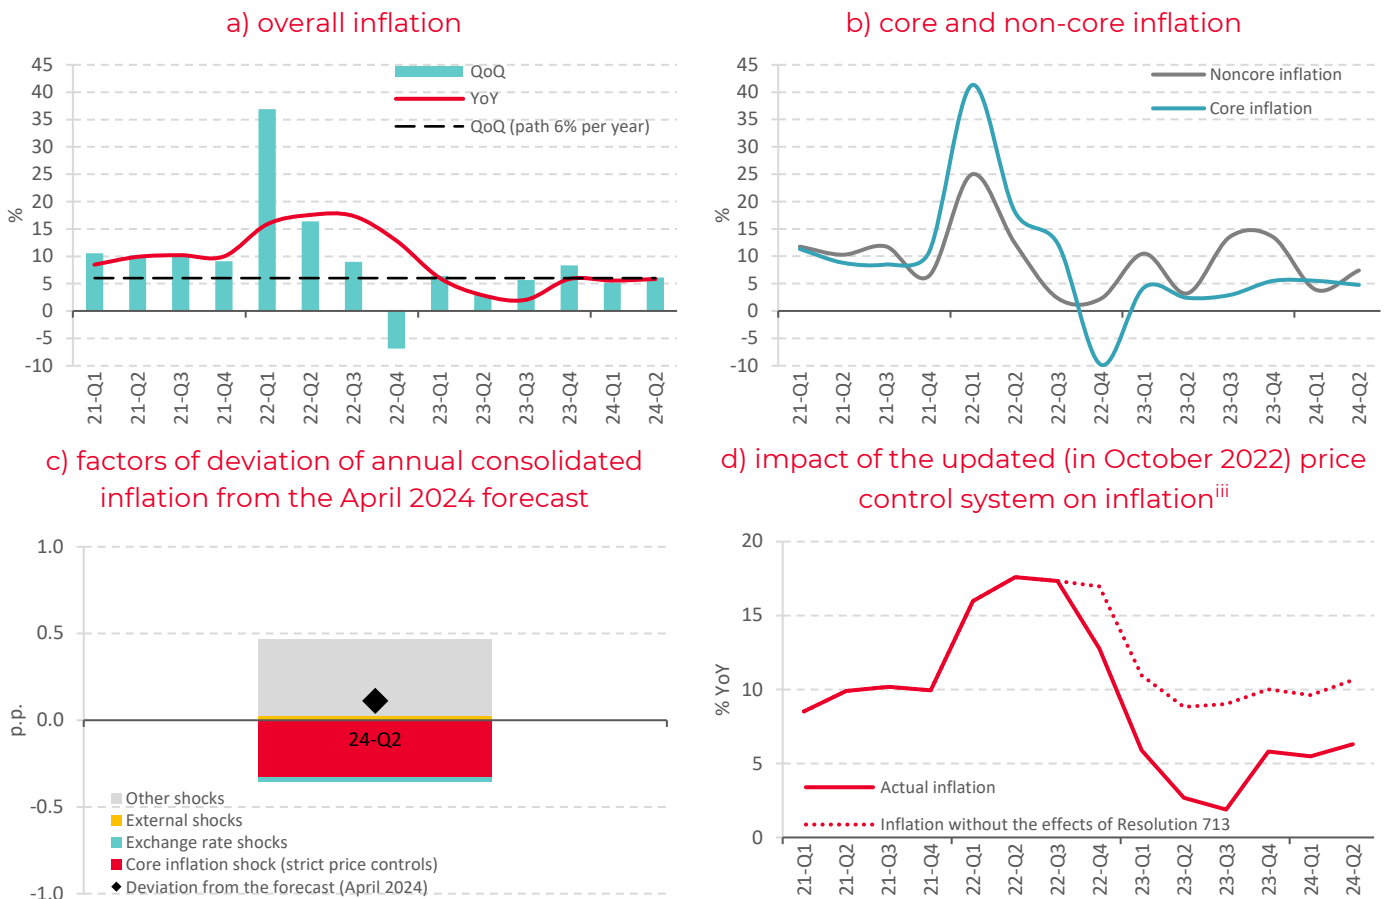 a) overall inflation
45
40
35
30
25
20
15
10
5
0
-5
-10
%
QoQ
YoY
QoQ (path 6% per year)
21-Q1
21-Q2
21-Q3
21-Q4
22-Q1
22-Q2
22-Q3
22-Q4
23-Q1
23-Q2
23-Q3
23-Q4
24-Q1
24-Q2
b) core and non-core inflation
45
40
35
30
25
20
15
10
5
0
-5
-10
%
Noncore inflation
Core inflation
21-Q1
21-Q2
21-Q3
21-Q4
22-Q1
22-Q2
22-Q3
22-Q4
23-Q1
23-Q2
23-Q3
23-Q4
24-Q1
24-Q2
c) factors of deviation of annual consolidated
inflation from the April 2024 forecast
1.0
0.5
0.0
-0.5
-1.0
p.p.
24-Q2
Other shocks
External shocks
Exchange rate shocks
Core inflation shock (strict price controls)
Deviation from the forecast (April 2024)
d) impact of the updated (in October 2022) price
control system on inflationⁱⁱⁱ
20
15
10
5
0
% YoY
Actual inflation
Inflation without the effects of Resolution 713
21-Q1
21-Q2
21-Q3
21-Q4
22-Q1
22-Q2
22-Q3
22-Q4
23-Q1
23-Q2
23-Q3
23-Q4
24-Q1
24-Q2